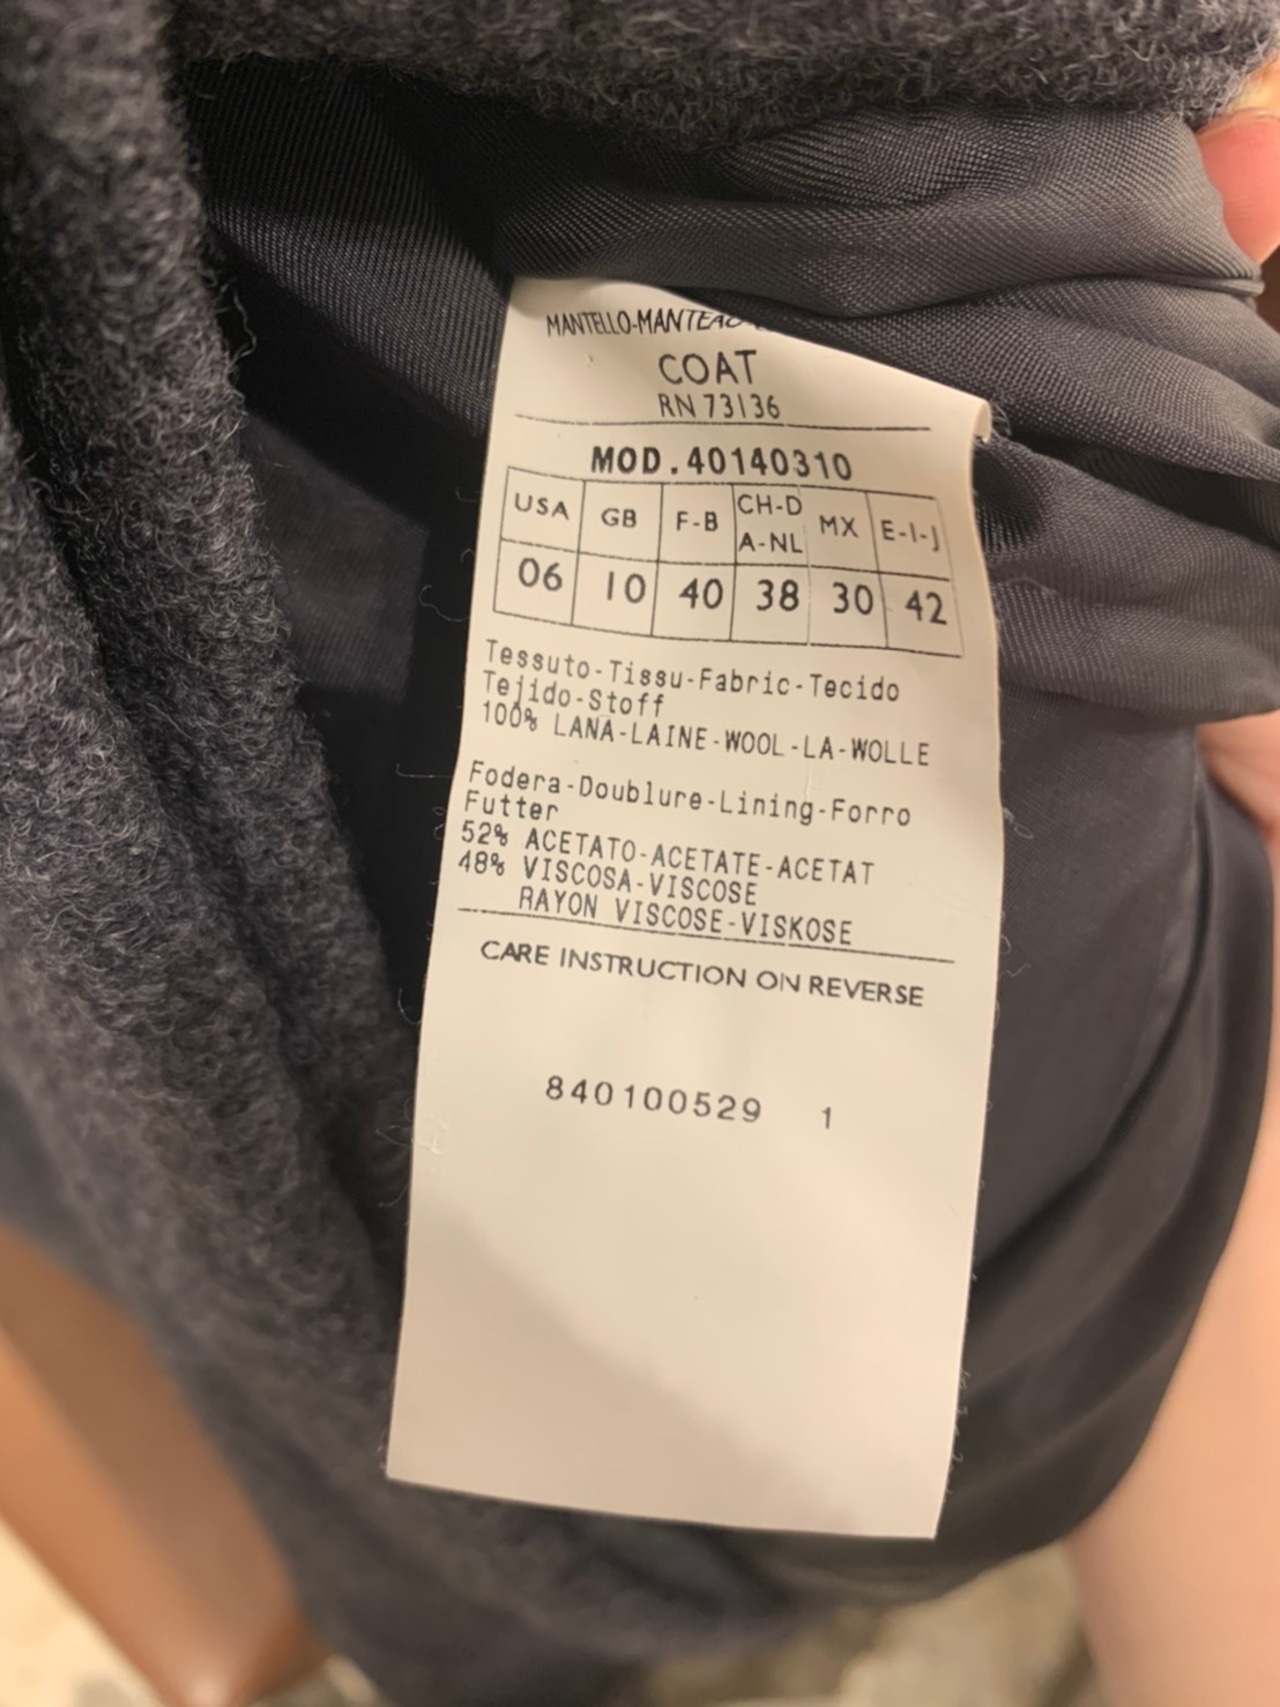 MANTELLO-MANTEAU
COAT
RN 73136
MOD.40140310
USA GB F-B CH-D A-NL MX E-I-J
06 10 40 38 30 42
Tessuto-Tissu-Fabric-Tecido
Tejido-Stoff
100% LANA-LAINE-WOOL-LA-WOLLE
Fodera-Doublure-Lining-Forro
Futter
52% ACETATO-ACETATE-ACETAT
48% VISCOSA-VISCOSE
RAYON VISCOSE-VISKOSE
CARE INSTRUCTION ON REVERSE
840100529 1